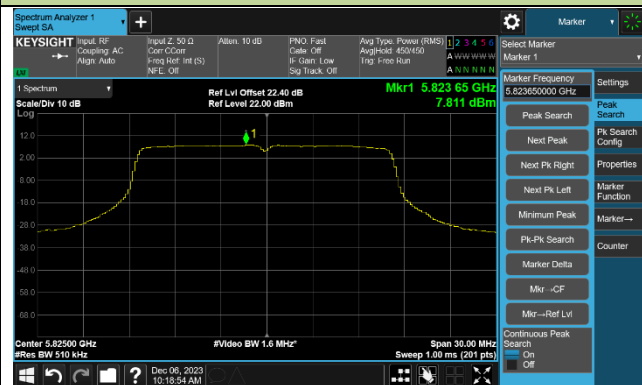 Spectrum Analyzer 1
Swept SA
Marker
KEYSIGHT
Input: RF
Coupling: AC
Align: Auto
Input Z: 50 Ω
Corr CCorr
Freq Ref: Int (S)
NFE: Off
Atten: 10 dB
PNO: Fast
Gate: Off
IF Gain: Low
Sig Track: Off
Avg Type: Power (RMS)
Avg|Hold: 450/450
Trig: Free Run
1 2 3 4 5 6
A W W W W W
A N N N N N
LW
Select Marker
Marker 1
1 Spectrum
Scale/Div 10 dB
Log
Ref Lvl Offset 22.40 dB
Ref Level 22.00 dBm
Mkr1 5.823 65 GHz
7.811 dBm
12.0
2.00
-8.00
-18.0
-28.0
-38.0
-48.0
-58.0
-68.0
1
Center 5.82500 GHz
#Res BW 510 kHz
#Video BW 1.6 MHz*
Span 30.00 MHz
Sweep 1.00 ms (201 pts)
Marker Frequency
5.823650000 GHz
Peak Search
Next Peak
Next Pk Right
Next Pk Left
Minimum Peak
Pk-Pk Search
Marker Delta
Mkr→CF
Mkr→Ref Lvl
Continuous Peak
Search
On
Off
Settings
Peak
Search
Pk Search
Config
Properties
Marker
Function
Marker→
Counter
?
Dec 06, 2023
10:18:54 AM